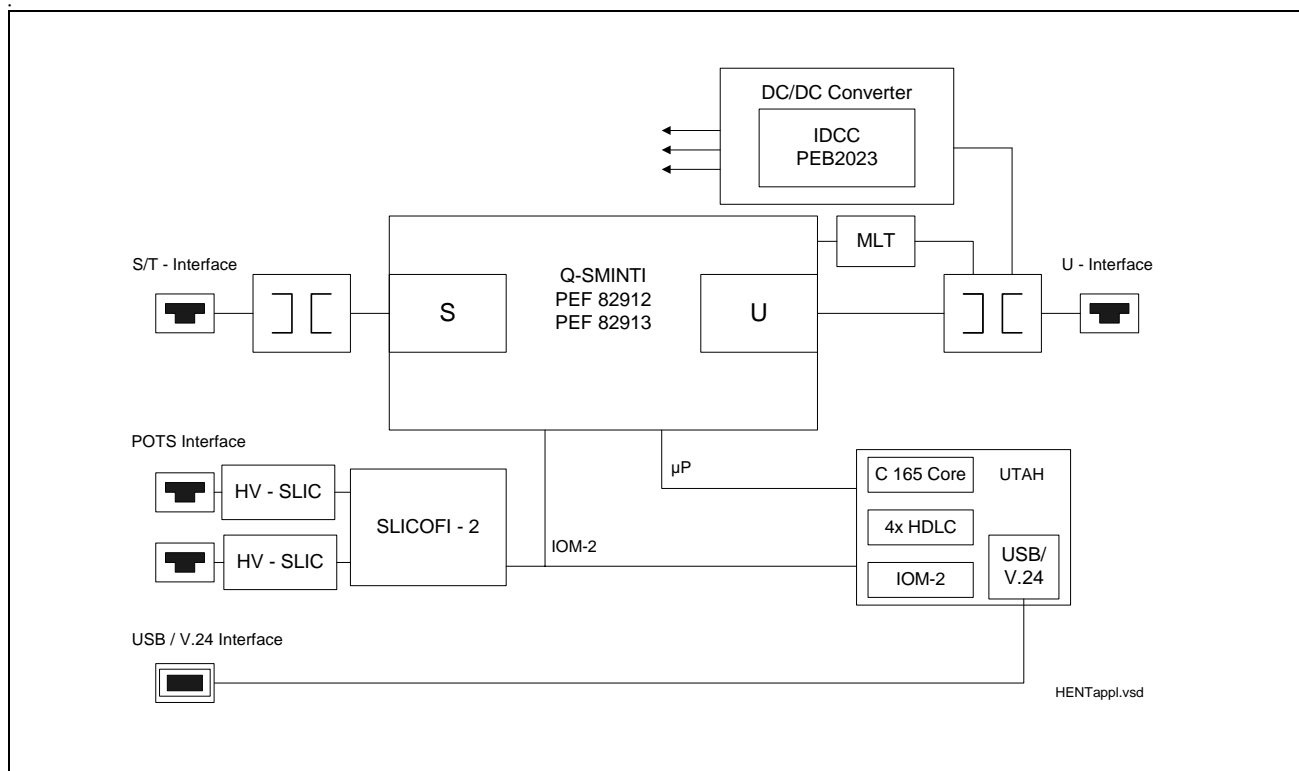 DC/DC Converter
IDCC
PEB2023
MLT
S/T - Interface
Q-SMINTI
PEF 82912
PEF 82913
U - Interface
S
U
POTS Interface
µP
C 165 Core
UTAH
HV - SLIC
SLICOFI - 2
4x HDLC
HV - SLIC
IOM-2
USB/
V.24
IOM-2
USB / V.24 Interface
HENTappl.vsd